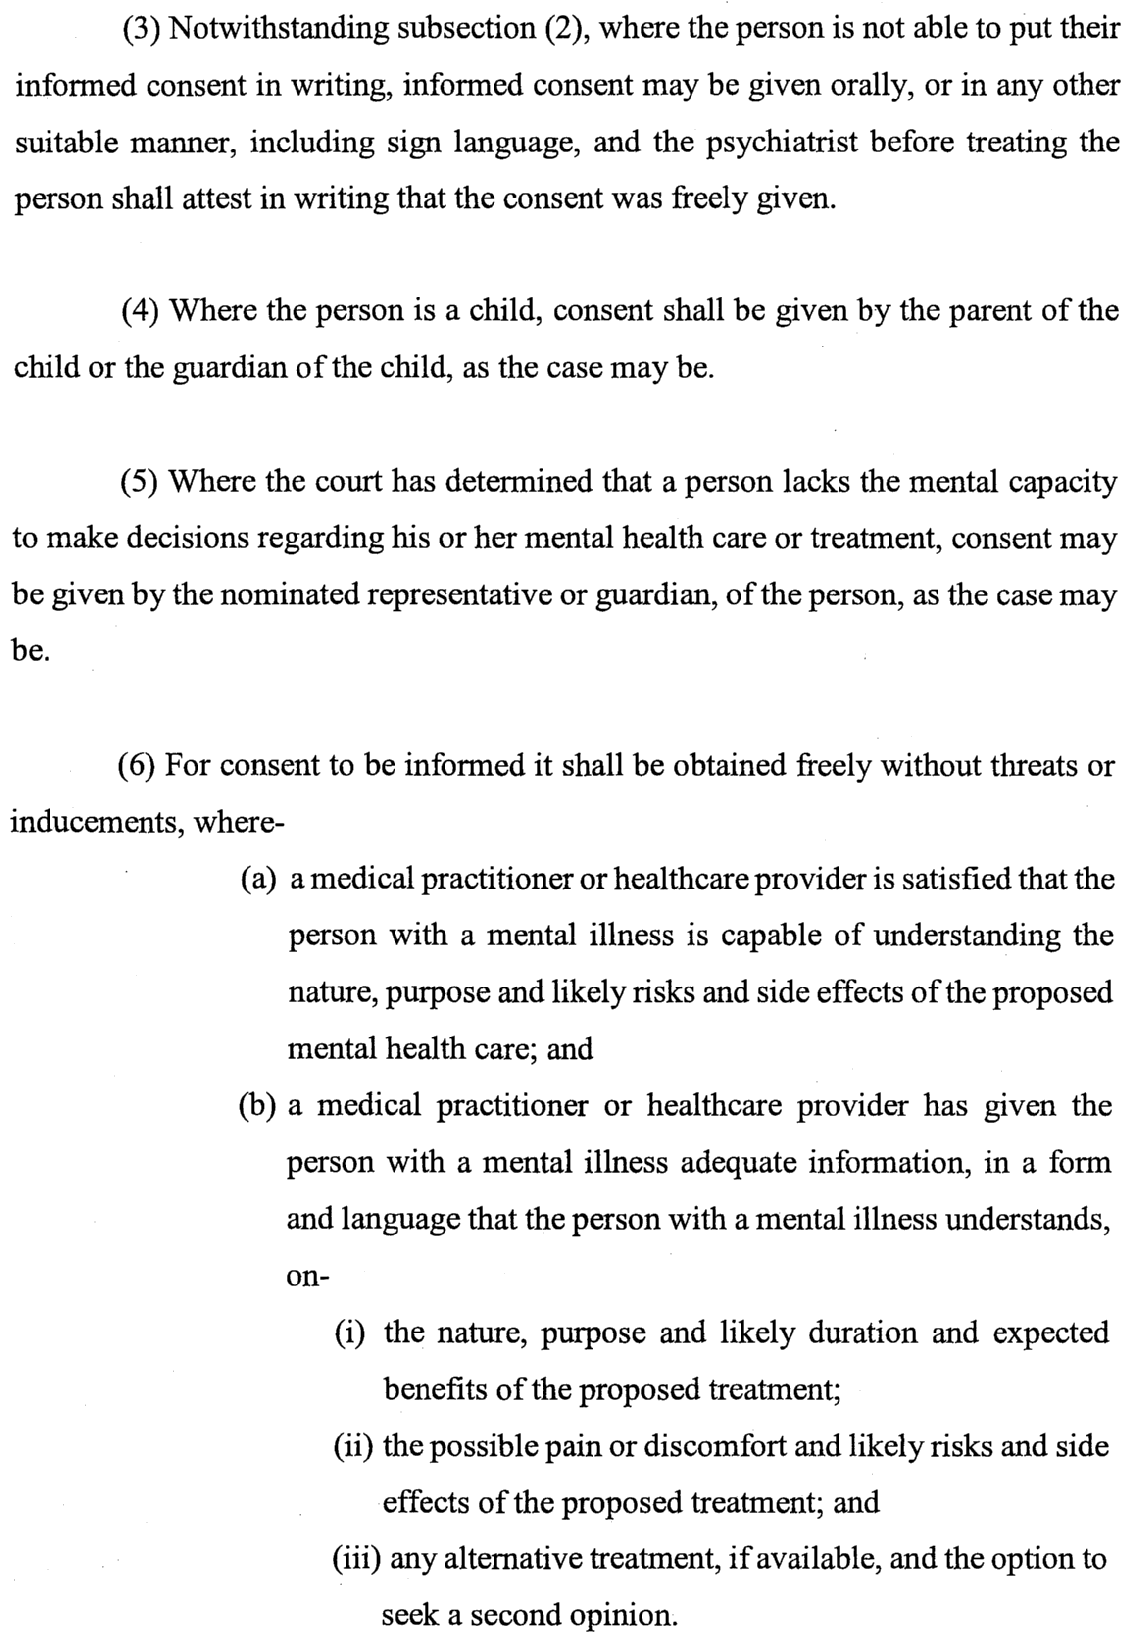 (3) Notwithstanding subsection (2), where the person is not able to put their
informed consent in writing, informed consent may be given orally, or in any other
suitable manner, including sign language, and the psychiatrist before treating the
person shall attest in writing that the consent was freely given.
(4) Where the person is a child, consent shall be given by the parent of the
child or the guardian of the child, as the case may be.
(5) Where the court has determined that a person lacks the mental capacity
to make decisions regarding his or her mental health care or treatment, consent may
be given by the nominated representative or guardian, of the person, as the case may
be.
(6) For consent to be informed it shall be obtained freely without threats or
inducements, where-
(a) a medical practitioner or healthcare provider is satisfied that the
person with a mental illness is capable of understanding the
nature, purpose and likely risks and side effects of the proposed
mental health care; and
(b) a medical practitioner or healthcare provider has given the
person with a mental illness adequate information, in a form
and language that the person with a mental illness understands,
on-
(i) the nature, purpose and likely duration and expected
benefits of the proposed treatment;
(ii) the possible pain or discomfort and likely risks and side
effects of the proposed treatment; and
(iii) any alternative treatment, if available, and the option to
seek a second opinion.